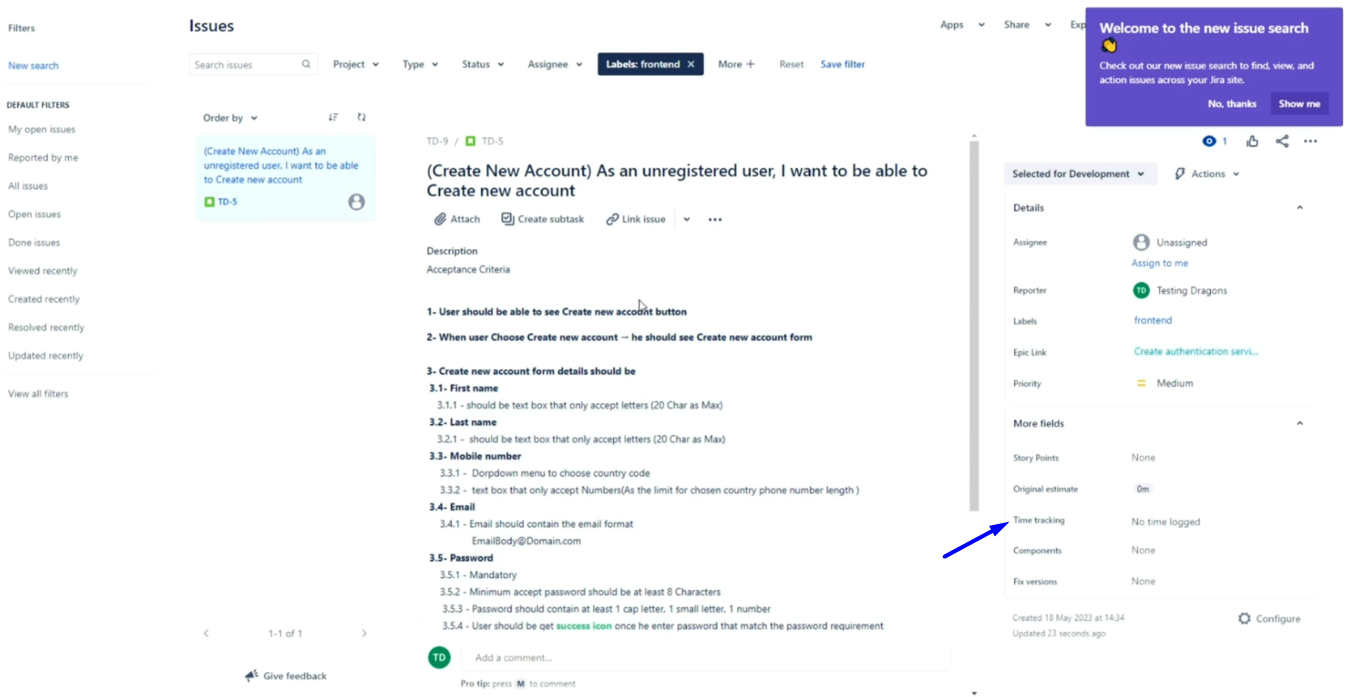 Filters
New search
DEFAULT FILTERS
My open issues
Reported by me
All issues
Open issues
Done issues
Viewed recently
Created recently
Resolved recently
Updated recently
View all filters
Issues
Apps Share Exp
Search issues Project Type Status Assignee Labels: frontend × More + Reset Save filter
Welcome to the new issue search
Check out our new issue search to find, view, and
action issues across your Jira site.
No, thanks Show me
Order by
(Create New Account) As an
unregistered user, I want to be able
to Create new account
TD-5
1-1 of 1
Give feedback
TD-9 / TD-5
(Create New Account) As an unregistered user, I want to be able to
Create new account
Attach Create subtask Link issue
Description
Acceptance Criteria
1- User should be able to see Create new account button
2- When user Choose Create new account → he should see Create new account form
3- Create new account form details should be
3.1- First name
3.1.1 - should be text box that only accept letters (20 Char as Max)
3.2- Last name
3.2.1 - should be text box that only accept letters (20 Char as Max)
3.3- Mobile number
3.3.1 - Dorpdown menu to choose country code
3.3.2 - text box that only accept Numbers(As the limit for chosen country phone number length )
3.4- Email
3.4.1 - Email should contain the email format
EmailBody@Domain.com
3.5- Password
3.5.1 - Mandatory
3.5.2 - Minimum accept password should be at least 8 Characters
3.5.3 - Password should contain at least 1 cap letter, 1 small letter, 1 number
3.5.4 - User should be get success icon once he enter password that match the password requirement
TD Add a comment...
Pro tip: press M to comment
1
Selected for Development Actions
Details
Assignee Unassigned
Assign to me
Reporter TD Testing Dragons
Labels frontend
Epic Link Create authentication servi...
Priority Medium
More fields
Story Points None
Original estimate 0m
Time tracking No time logged
Components None
Fix versions None
Created 18 May 2023 at 14:34
Updated 23 seconds ago
Configure